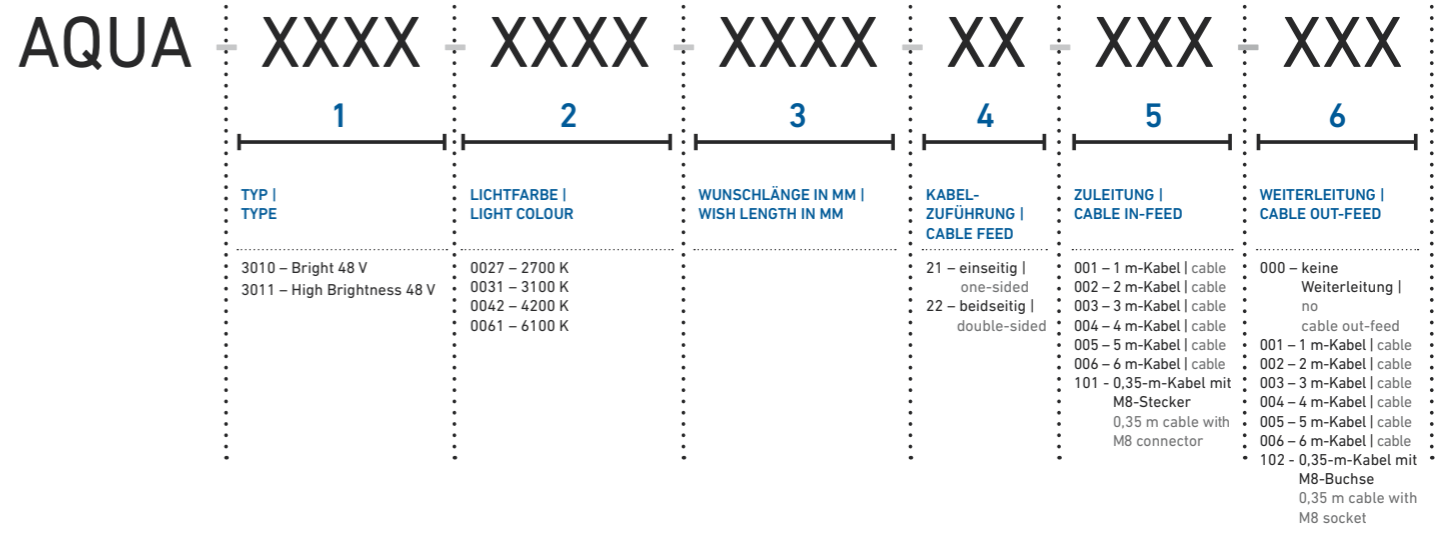 AQUA - XXXX - XXXX - XXXX - XX - XXX - XXX
1
TYP |
TYPE
3010 – Bright 48 V
3011 – High Brightness 48 V
2
LICHTFARBE |
LIGHT COLOUR
0027 – 2700 K
0031 – 3100 K
0042 – 4200 K
0061 – 6100 K
3
WUNSCHLÄNGE IN MM |
WISH LENGTH IN MM
4
KABEL-
ZUFÜHRUNG |
CABLE FEED
21 – einseitig |
one-sided
22 – beidseitig |
double-sided
5
ZULEITUNG |
CABLE IN-FEED
001 – 1 m-Kabel | cable
002 – 2 m-Kabel | cable
003 – 3 m-Kabel | cable
004 – 4 m-Kabel | cable
005 – 5 m-Kabel | cable
006 – 6 m-Kabel | cable
101 - 0,35-m-Kabel mit
M8-Stecker
0,35 m cable with
M8 connector
6
WEITERLEITUNG |
CABLE OUT-FEED
000 – keine
Weiterleitung |
no
cable out-feed
001 – 1 m-Kabel | cable
002 – 2 m-Kabel | cable
003 – 3 m-Kabel | cable
004 – 4 m-Kabel | cable
005 – 5 m-Kabel | cable
006 – 6 m-Kabel | cable
102 - 0,35-m-Kabel mit
M8-Buchse
0,35 m cable with
M8 socket